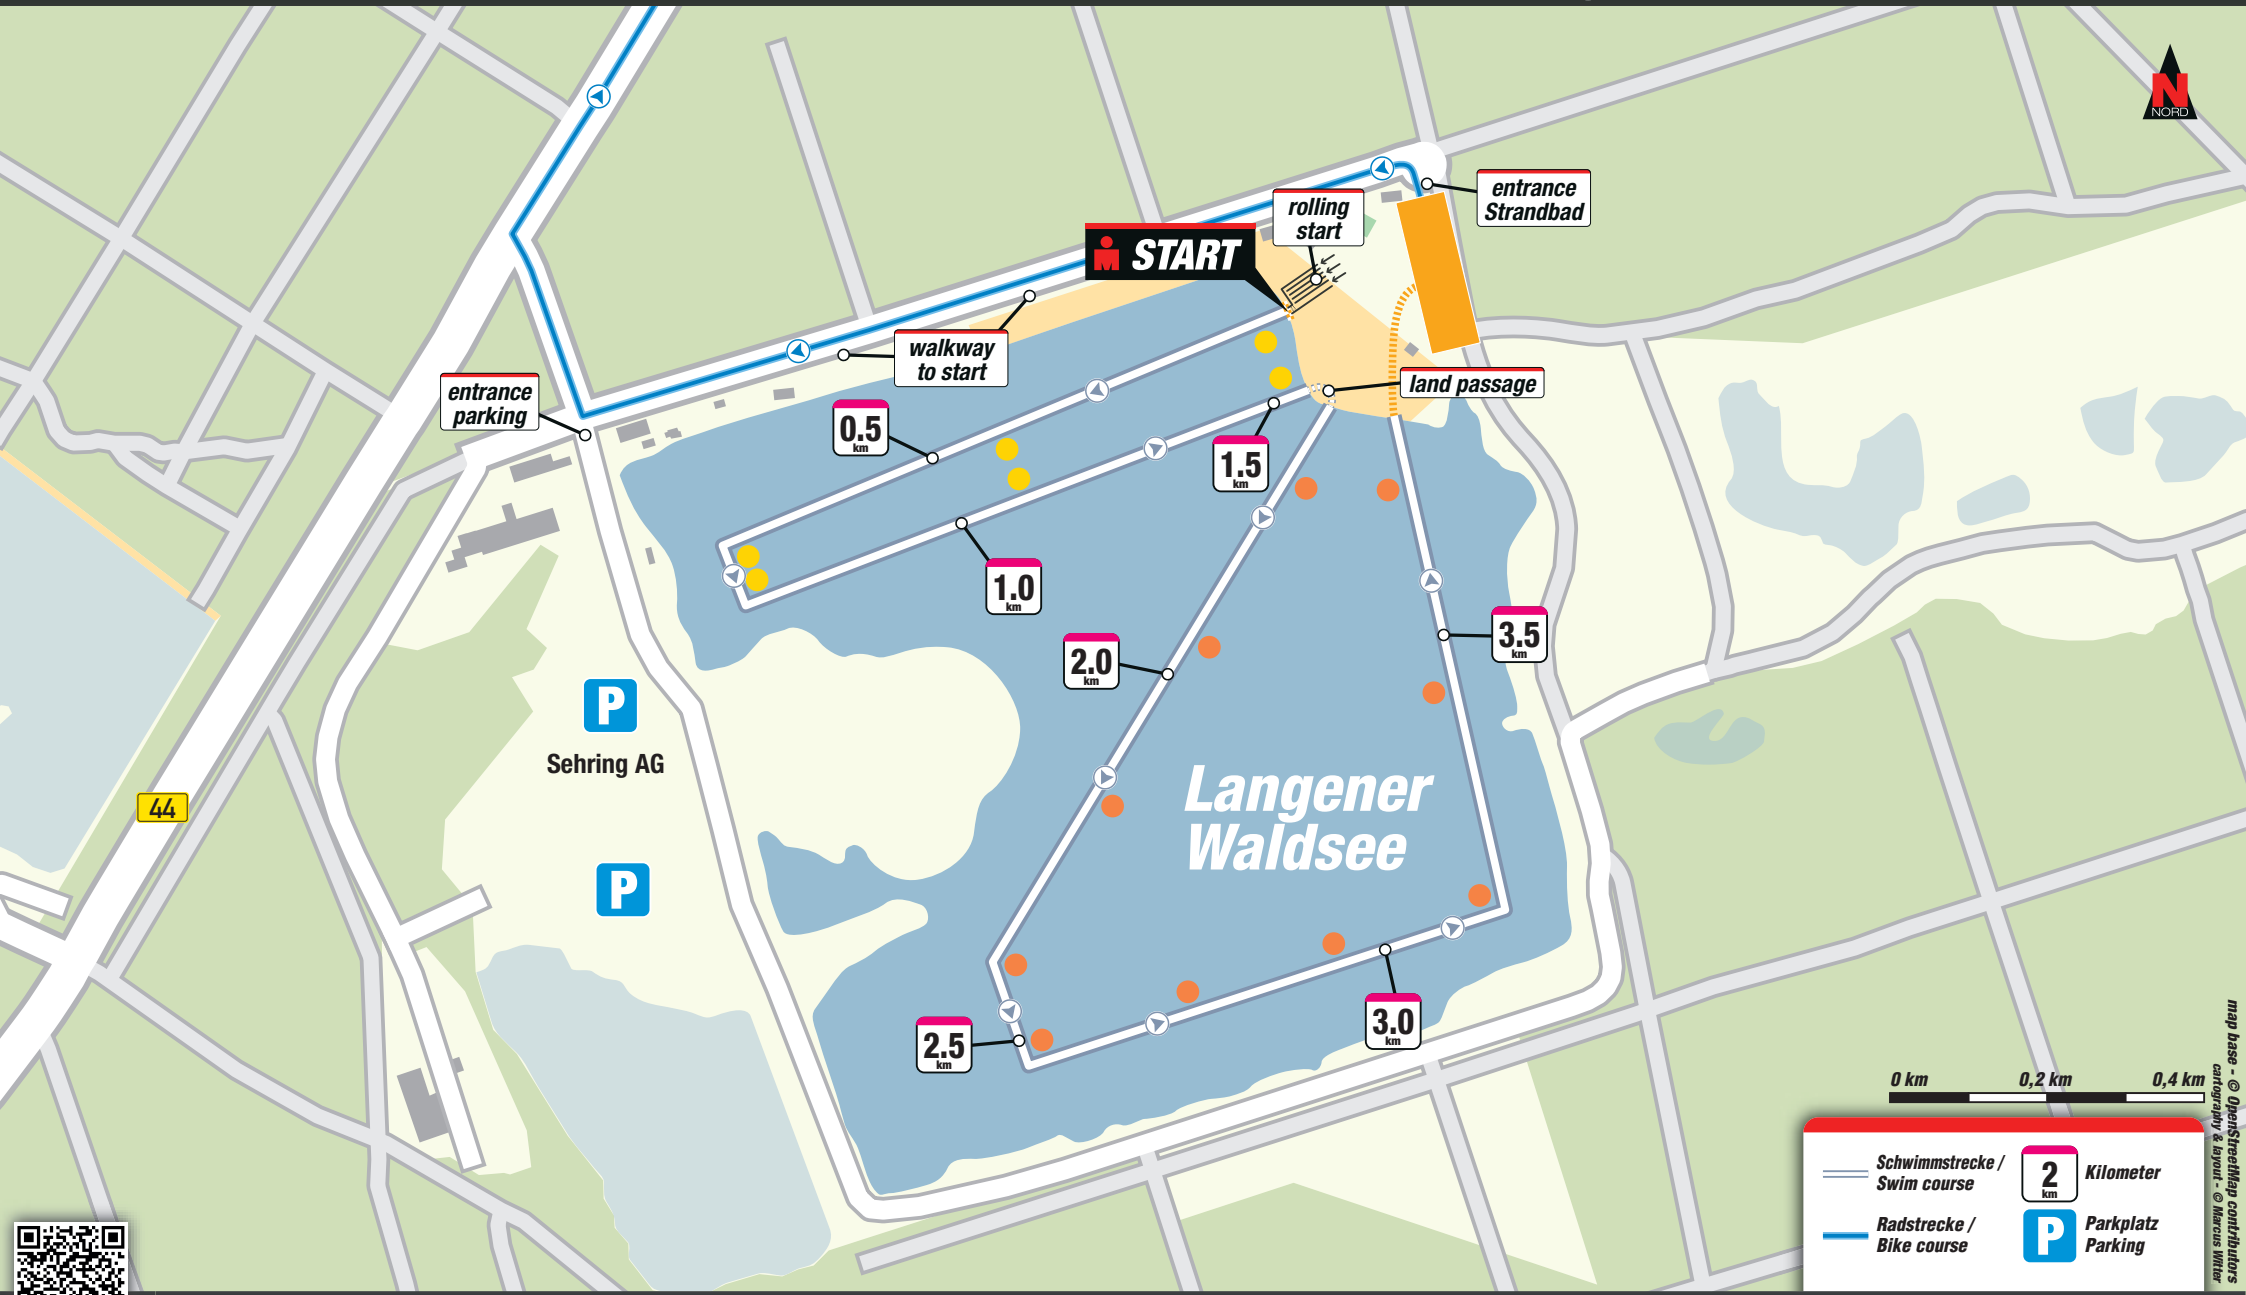 N
NORD
entrance
Strandbad
rolling
start
START
walkway
to start
entrance
parking
land passage
0.5
km
1.5
km
1.0
km
2.0
km
3.5
km
P
Sehring AG
Langener
Waldsee
44
P
2.5
km
3.0
km
0 km 0,2 km 0,4 km
Schwimmstrecke /
Swim course
2
km
Kilometer
Radstrecke /
Bike course
P
Parkplatz
Parking
map base - © OpenStreetMap contributors
cartography & layout - © Marcus Witter